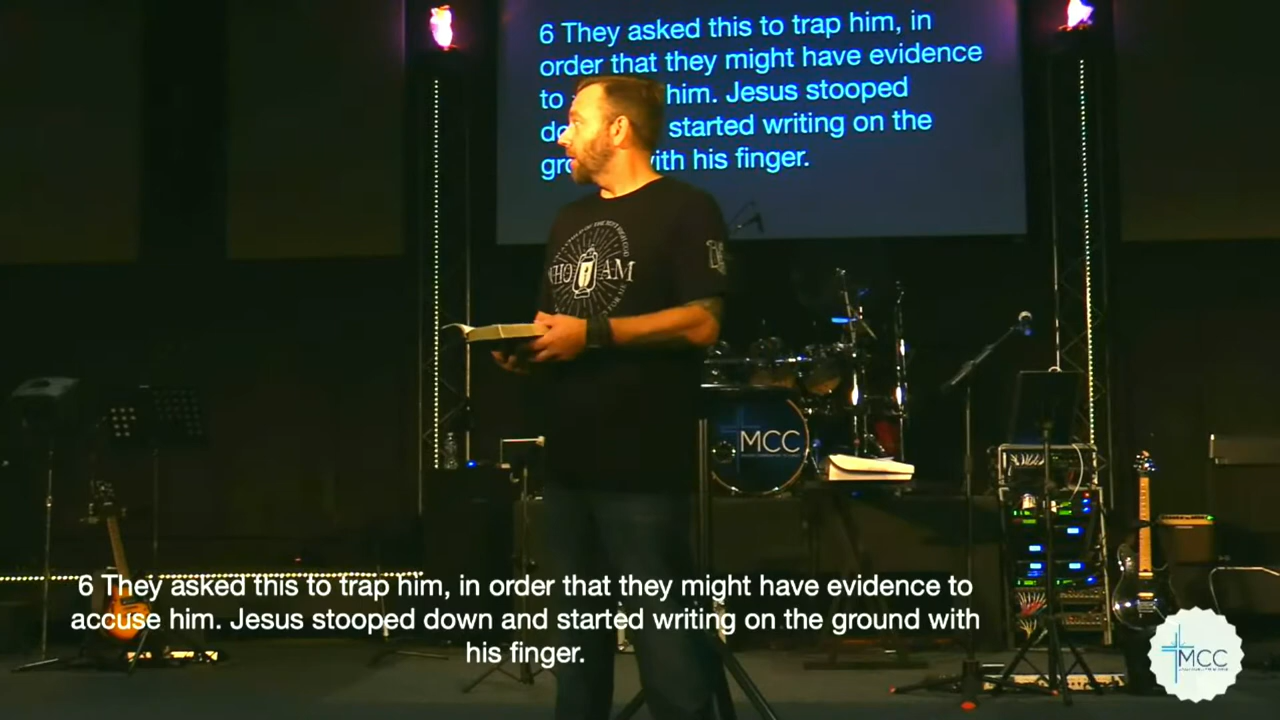 6 They asked this to trap him, in
order that they might have evidence
to him. Jesus stooped
started writing on the
with his finger.
AM
MCC
6 They asked this to trap him, in order that they might have evidence to
accuse him. Jesus stooped down and started writing on the ground with
his finger.
MCC